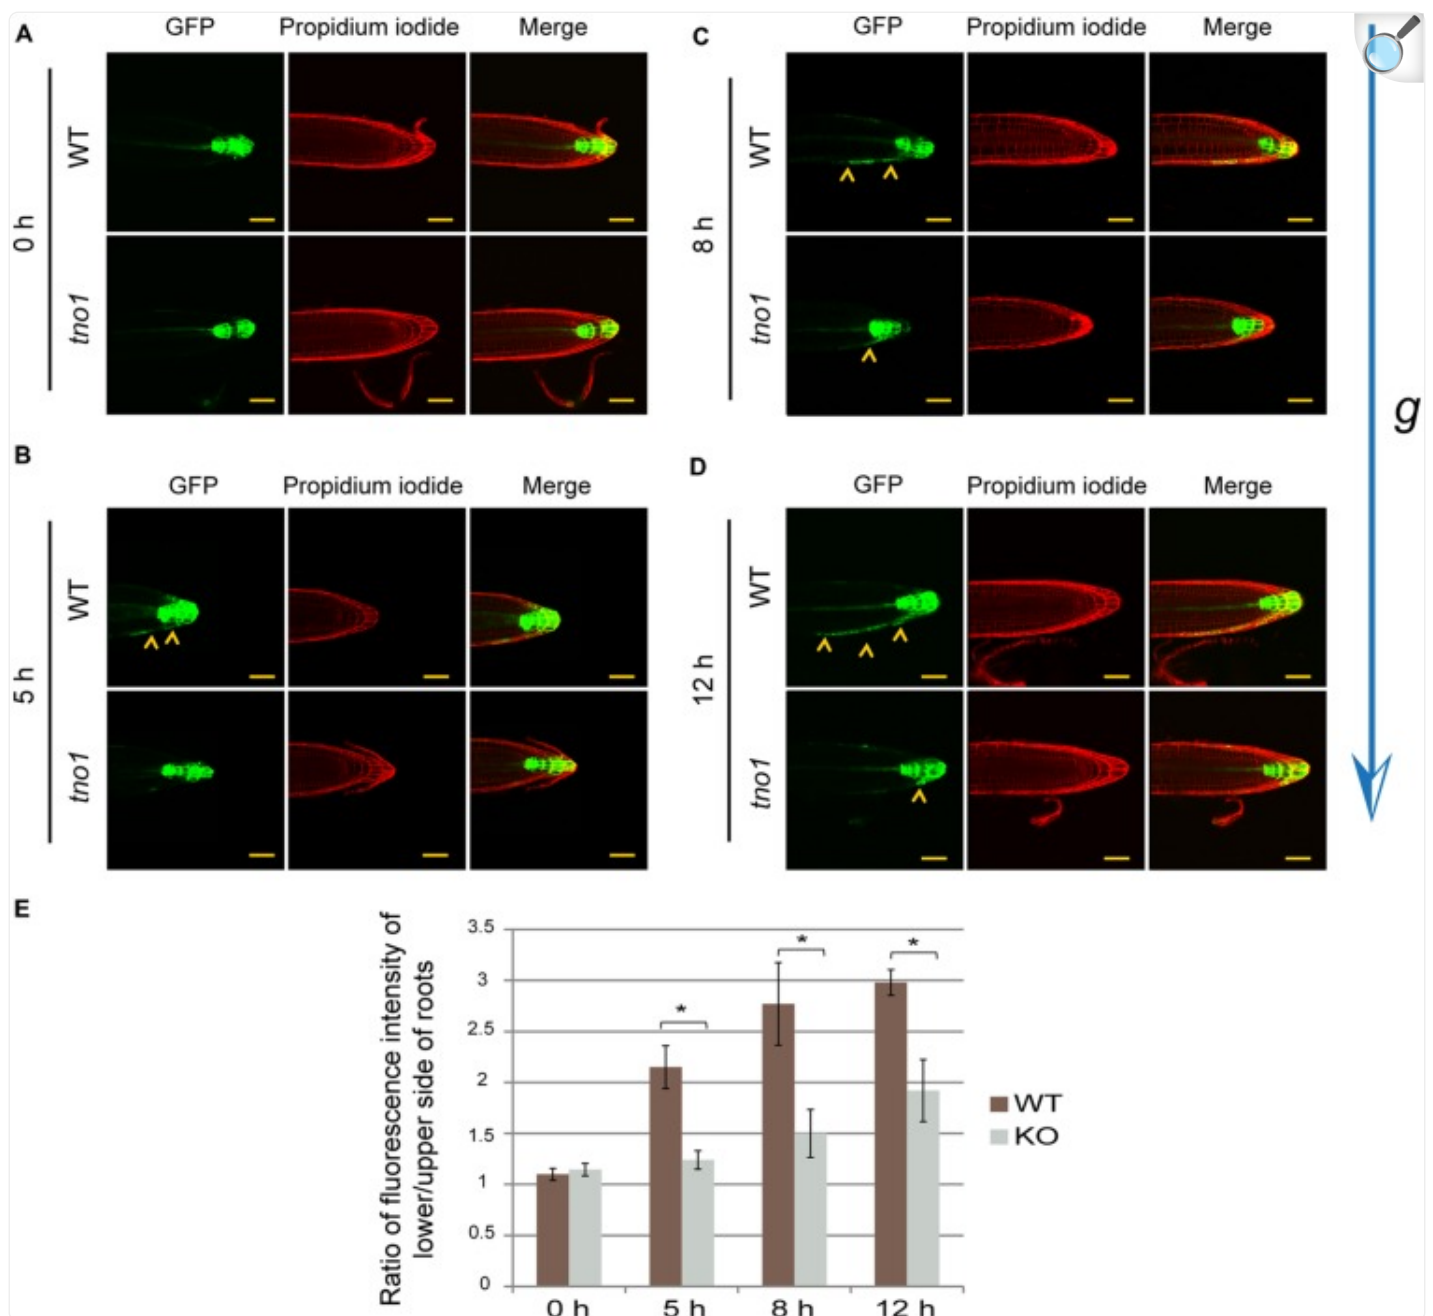 A
GFP Propidium iodide Merge
0 h
WT
tno1
B
GFP Propidium iodide Merge
5 h
WT
tno1
C
GFP Propidium iodide Merge
8 h
WT
tno1
D
GFP Propidium iodide Merge
12 h
WT
tno1
g
E
Ratio of fluorescence intensity of
lower/upper side of roots
3.5
3
2.5
2
1.5
1
0.5
0
*
*
*
0 h 5 h 8 h 12 h
WT
KO